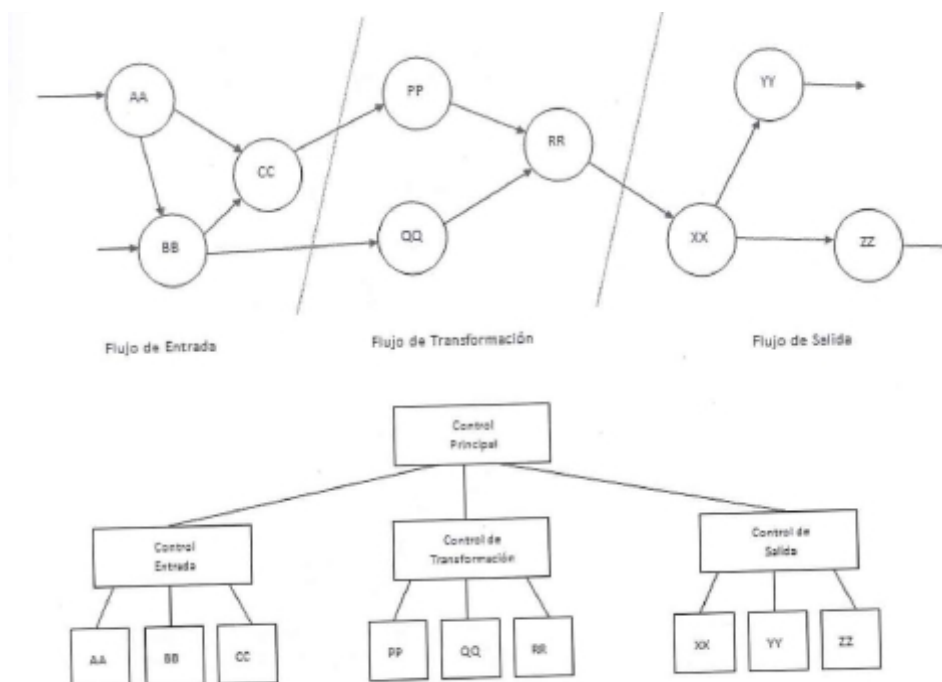 AA
PP
YY
CC
RR
BB
QQ
XX
ZZ
Flujo de Entrada
Flujo de Transformación
Flujo de Salida
Control
Principal
Control
Entrada
Control de
Transformación
Control de
Salida
AA
BB
CC
PP
QQ
RR
XX
YY
ZZ